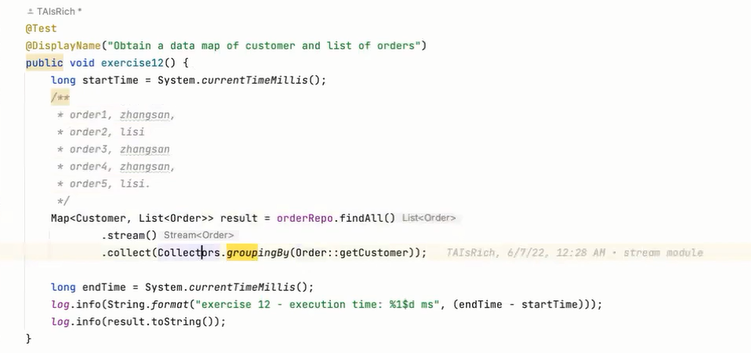 TAIsRich *
@Test
@DisplayName("Obtain a data map of customer and list of orders")
public void exercise12() {
long startTime = System.currentTimeMillis();
/**
* order1, zhangsan,
* order2, lisi
* order3, zhangsan
* order4, zhangsan,
* order5, lisi.
*/
Map<Customer, List<Order>> result = orderRepo.findAll() List<Order>
.stream() Stream<Order>
.collect(Collectors.groupingBy(Order::getCustomer)); TAIsRich, 6/7/22, 12:28 AM • stream module
long endTime = System.currentTimeMillis();
log.info(String.format("exercise 12 - execution time: %1$d ms", (endTime - startTime)));
log.info(result.toString());
}